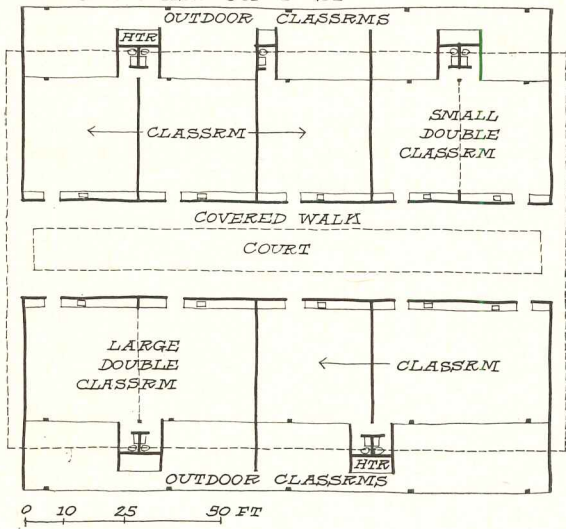 OUTDOOR CLASSRMS
HTR
CLASSRM
SMALL
DOUBLE
CLASSRM
COVERED WALK
COURT
LARGE
DOUBLE
CLASSRM
CLASSRM
HTR
OUTDOOR CLASSRMS
0 10 25 50 FT